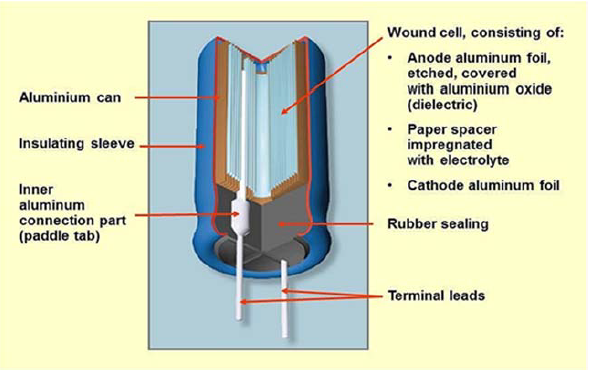 Aluminium can
Insulating sleeve
Inner
aluminum
connection part
(paddle tab)
Wound cell, consisting of:
• Anode aluminum foil,
etched, covered
with aluminium oxide
(dielectric)
• Paper spacer
impregnated
with electrolyte
• Cathode aluminum foil
Rubber sealing
Terminal leads